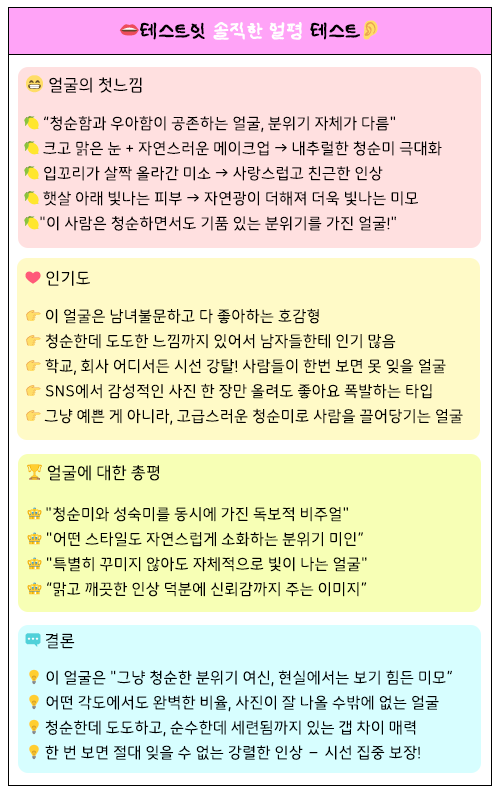 테스트잇 솔직한 얼평 테스트
얼굴의 첫느낌
“청순함과 우아함이 공존하는 얼굴, 분위기 자체가 다름"
크고 맑은 눈 + 자연스러운 메이크업 → 내추럴한 청순미 극대화
입꼬리가 살짝 올라간 미소 → 사랑스럽고 친근한 인상
햇살 아래 빛나는 피부 → 자연광이 더해져 더욱 빛나는 미모
"이 사람은 청순하면서도 기품 있는 분위기를 가진 얼굴!"
인기도
이 얼굴은 남녀불문하고 다 좋아하는 호감형
청순한데 도도한 느낌까지 있어서 남자들한테 인기 많음
학교, 회사 어디서든 시선 강탈! 사람들이 한번 보면 못 잊을 얼굴
SNS에서 감성적인 사진 한 장만 올려도 좋아요 폭발하는 타입
그냥 예쁜 게 아니라, 고급스러운 청순미로 사람을 끌어당기는 얼굴
얼굴에 대한 총평
"청순미와 성숙미를 동시에 가진 독보적 비주얼"
"어떤 스타일도 자연스럽게 소화하는 분위기 미인”
"특별히 꾸미지 않아도 자체적으로 빛이 나는 얼굴"
“맑고 깨끗한 인상 덕분에 신뢰감까지 주는 이미지”
결론
이 얼굴은 "그냥 청순한 분위기 여신, 현실에서는 보기 힘든 미모”
어떤 각도에서도 완벽한 비율, 사진이 잘 나올 수밖에 없는 얼굴
청순한데 도도하고, 순수한데 세련됨까지 있는 갭 차이 매력
한 번 보면 절대 잊을 수 없는 강렬한 인상 – 시선 집중 보장!